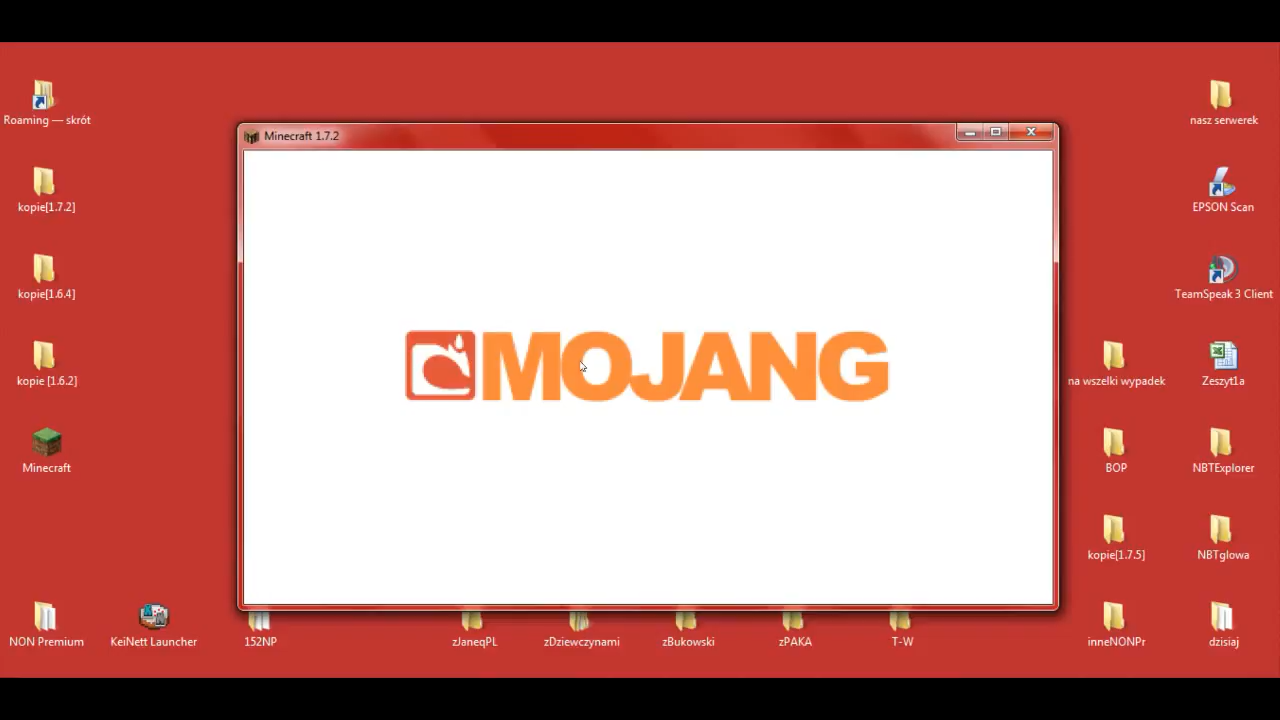 Roaming — skrót
nasz serwerek
Minecraft 1.7.2
kopie[1.7.2]
EPSON Scan
kopie[1.6.4]
TeamSpeak 3 Client
MOJANG
kopie [1.6.2]
na wszelki wypadek
Zeszyt1a
Minecraft
BOP
NBTExplorer
kopie[1.7.5]
NBTglowa
NON Premium
KeiNett Launcher
152NP
zJaneqPL
zDziewczynami
zBukowski
zPAKA
T-W
inneNONPr
dzisiaj